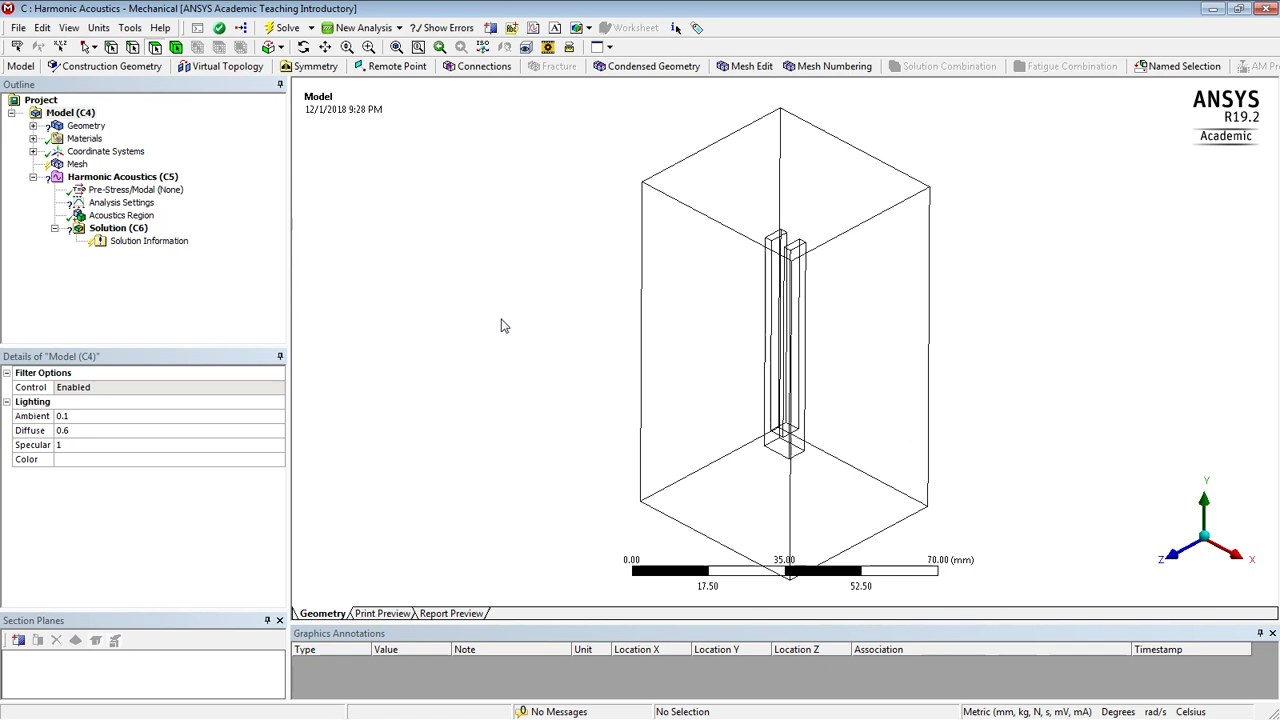 C : Harmonic Acoustics - Mechanical [ANSYS Academic Teaching Introductory]
File Edit View Units Tools Help Solve New Analysis ? Show Errors Worksheet
Model Construction Geometry Virtual Topology Symmetry Remote Point Connections Fracture Condensed Geometry Mesh Edit Mesh Numbering Solution Combination Fatigue Combination Named Selection AM Pr
Outline
Project
Model (C4)
Geometry
Materials
Coordinate Systems
Mesh
Harmonic Acoustics (C5)
Pre-Stress/Modal (None)
Analysis Settings
Acoustics Region
Solution (C6)
Solution Information
Details of "Model (C4)"
Filter Options
Control Enabled
Lighting
Ambient 0.1
Diffuse 0.6
Specular 1
Color
Section Planes
Model
12/1/2018 9:28 PM
ANSYS
R19.2
Academic
Y
Z X
0.00 35.00 70.00 (mm)
17.50 52.50
Geometry Print Preview Report Preview
Graphics Annotations
Type Value Note Unit Location X Location Y Location Z Association Timestamp
0 No Messages No Selection Metric (mm, kg, N, s, mV, mA) Degrees rad/s Celsius